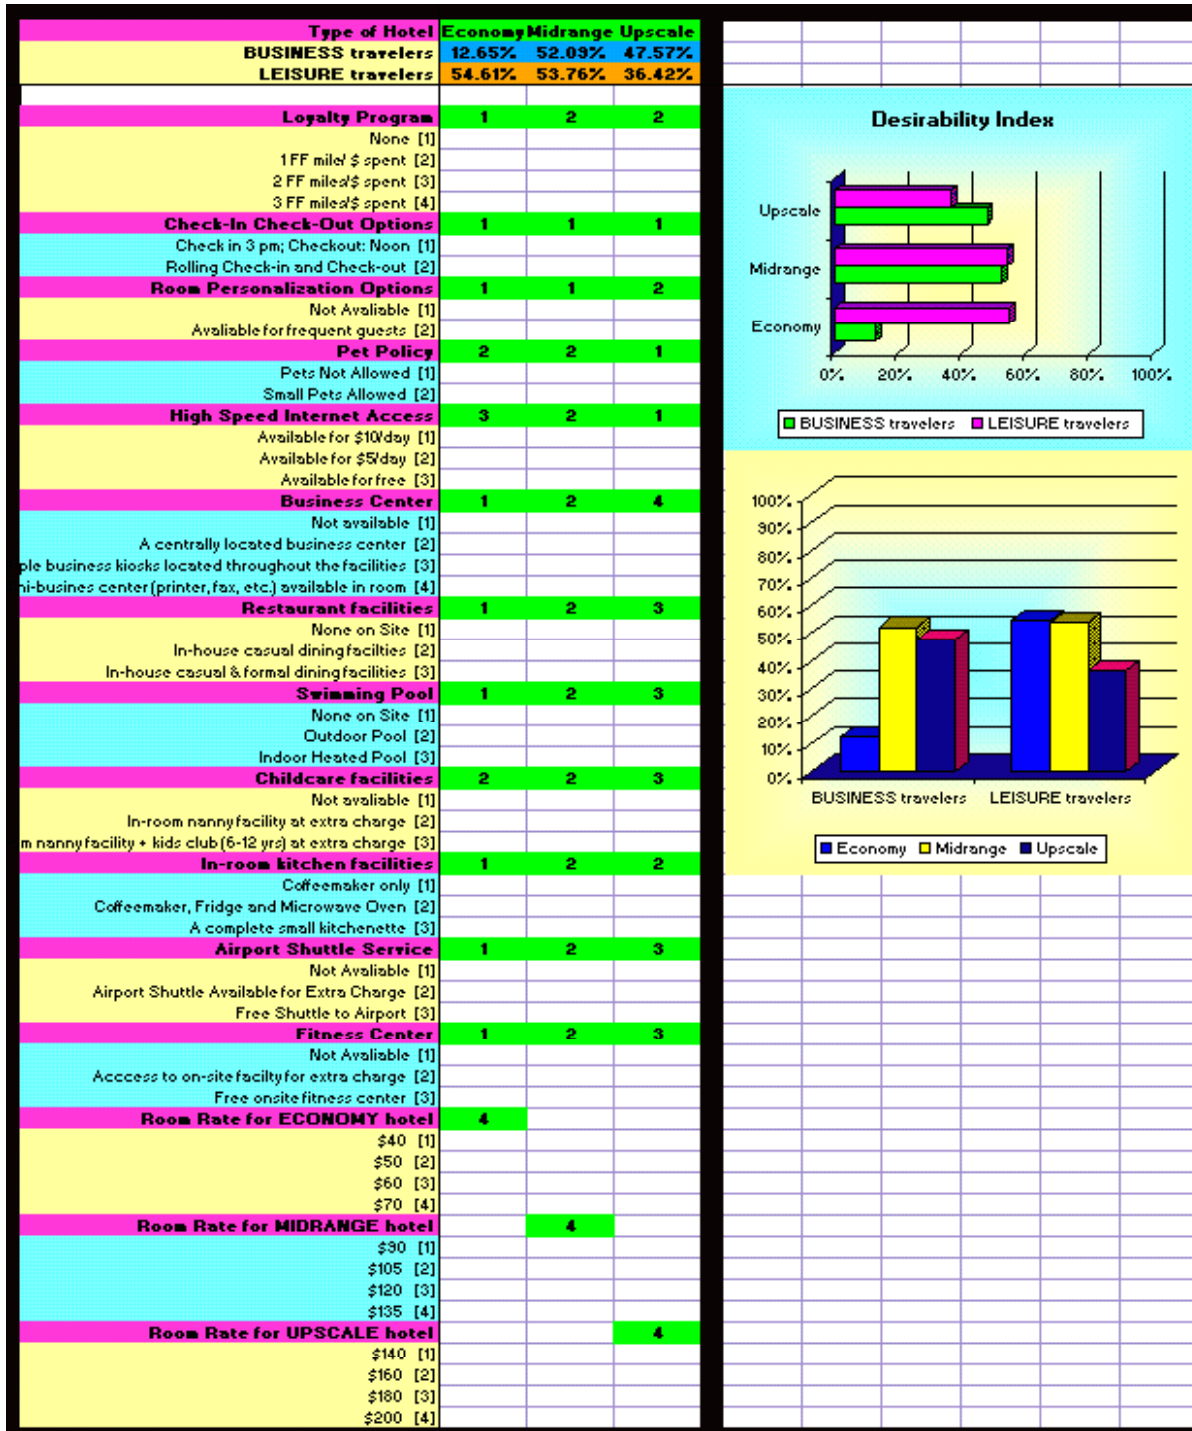 Type of Hotel Economy Midrange Upscale
BUSINESS travelers 12.65% 52.09% 47.57%
LEISURE travelers 54.61% 53.76% 36.42%
Loyalty Program 1 2 2
None [1]
1 FF mile/ $ spent [2]
2 FF miles/$ spent [3]
3 FF miles/$ spent [4]
Check-In Check-Out Options 1 1 1
Check in 3 pm; Checkout: Noon [1]
Rolling Check-in and Check-out [2]
Room Personalization Options 1 1 2
Not Avaliable [1]
Avaliable for frequent guests [2]
Pet Policy 2 2 1
Pets Not Allowed [1]
Small Pets Allowed [2]
High Speed Internet Access 3 2 1
Available for $10/day [1]
Available for $5/day [2]
Available for free [3]
Business Center 1 2 4
Not available [1]
A centrally located business center [2]
ple business kiosks located throughout the facilities [3]
ni-busines center (printer, fax, etc.) available in room [4]
Restaurant facilities 1 2 3
None on Site [1]
In-house casual dining facilties [2]
In-house casual & formal dining facilities [3]
Swimming Pool 1 2 3
None on Site [1]
Outdoor Pool [2]
Indoor Heated Pool [3]
Childcare facilities 2 2 3
Not available [1]
In-room nanny facility at extra charge [2]
m nanny facility + kids club (6-12 yrs) at extra charge [3]
In-room kitchen facilities 1 2 2
Coffeemaker only [1]
Coffeemaker, Fridge and Microwave Oven [2]
A complete small kitchenette [3]
Airport Shuttle Service 1 2 3
Not Avaliable [1]
Airport Shuttle Available for Extra Charge [2]
Free Shuttle to Airport [3]
Fitness Center 1 2 3
Not Avaliable [1]
Acccess to on-site facilty for extra charge [2]
Free onsite fitness center [3]
Room Rate for ECONOMY hotel 4
$40 [1]
$50 [2]
$60 [3]
$70 [4]
Room Rate for MIDRANGE hotel 4
$90 [1]
$105 [2]
$120 [3]
$135 [4]
Room Rate for UPSCALE hotel 4
$140 [1]
$160 [2]
$180 [3]
$200 [4]
Desirability Index
Upscale
Midrange
Economy
0% 20% 40% 60% 80% 100%
BUSINESS travelers LEISURE travelers
100%
90%
80%
70%
60%
50%
40%
30%
20%
10%
0%
BUSINESS travelers LEISURE travelers
Economy Midrange Upscale